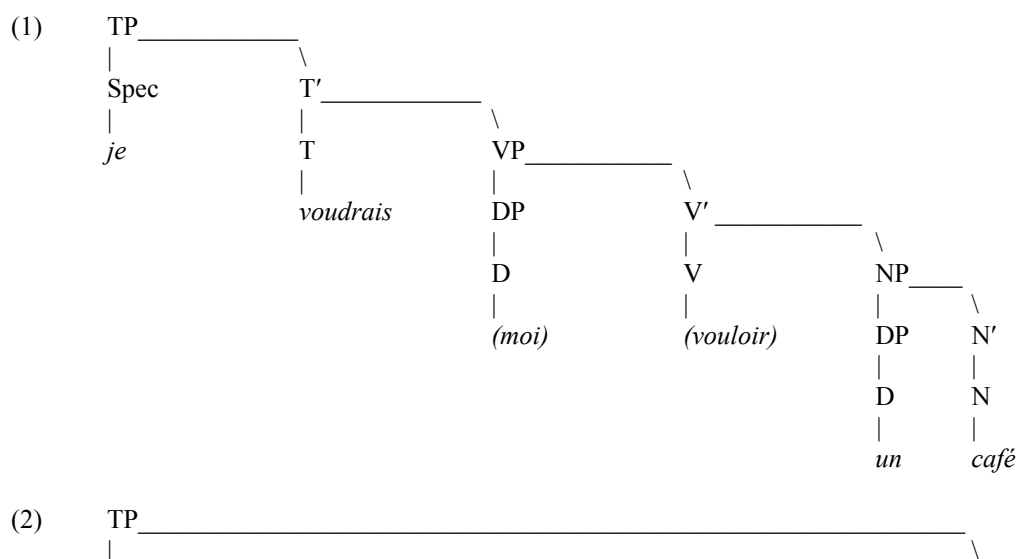 (1) TP
Spec T′
je T VP
voudrais DP V′
D V NP
(moi) (vouloir) DP N′
D N
un café
(2) TP